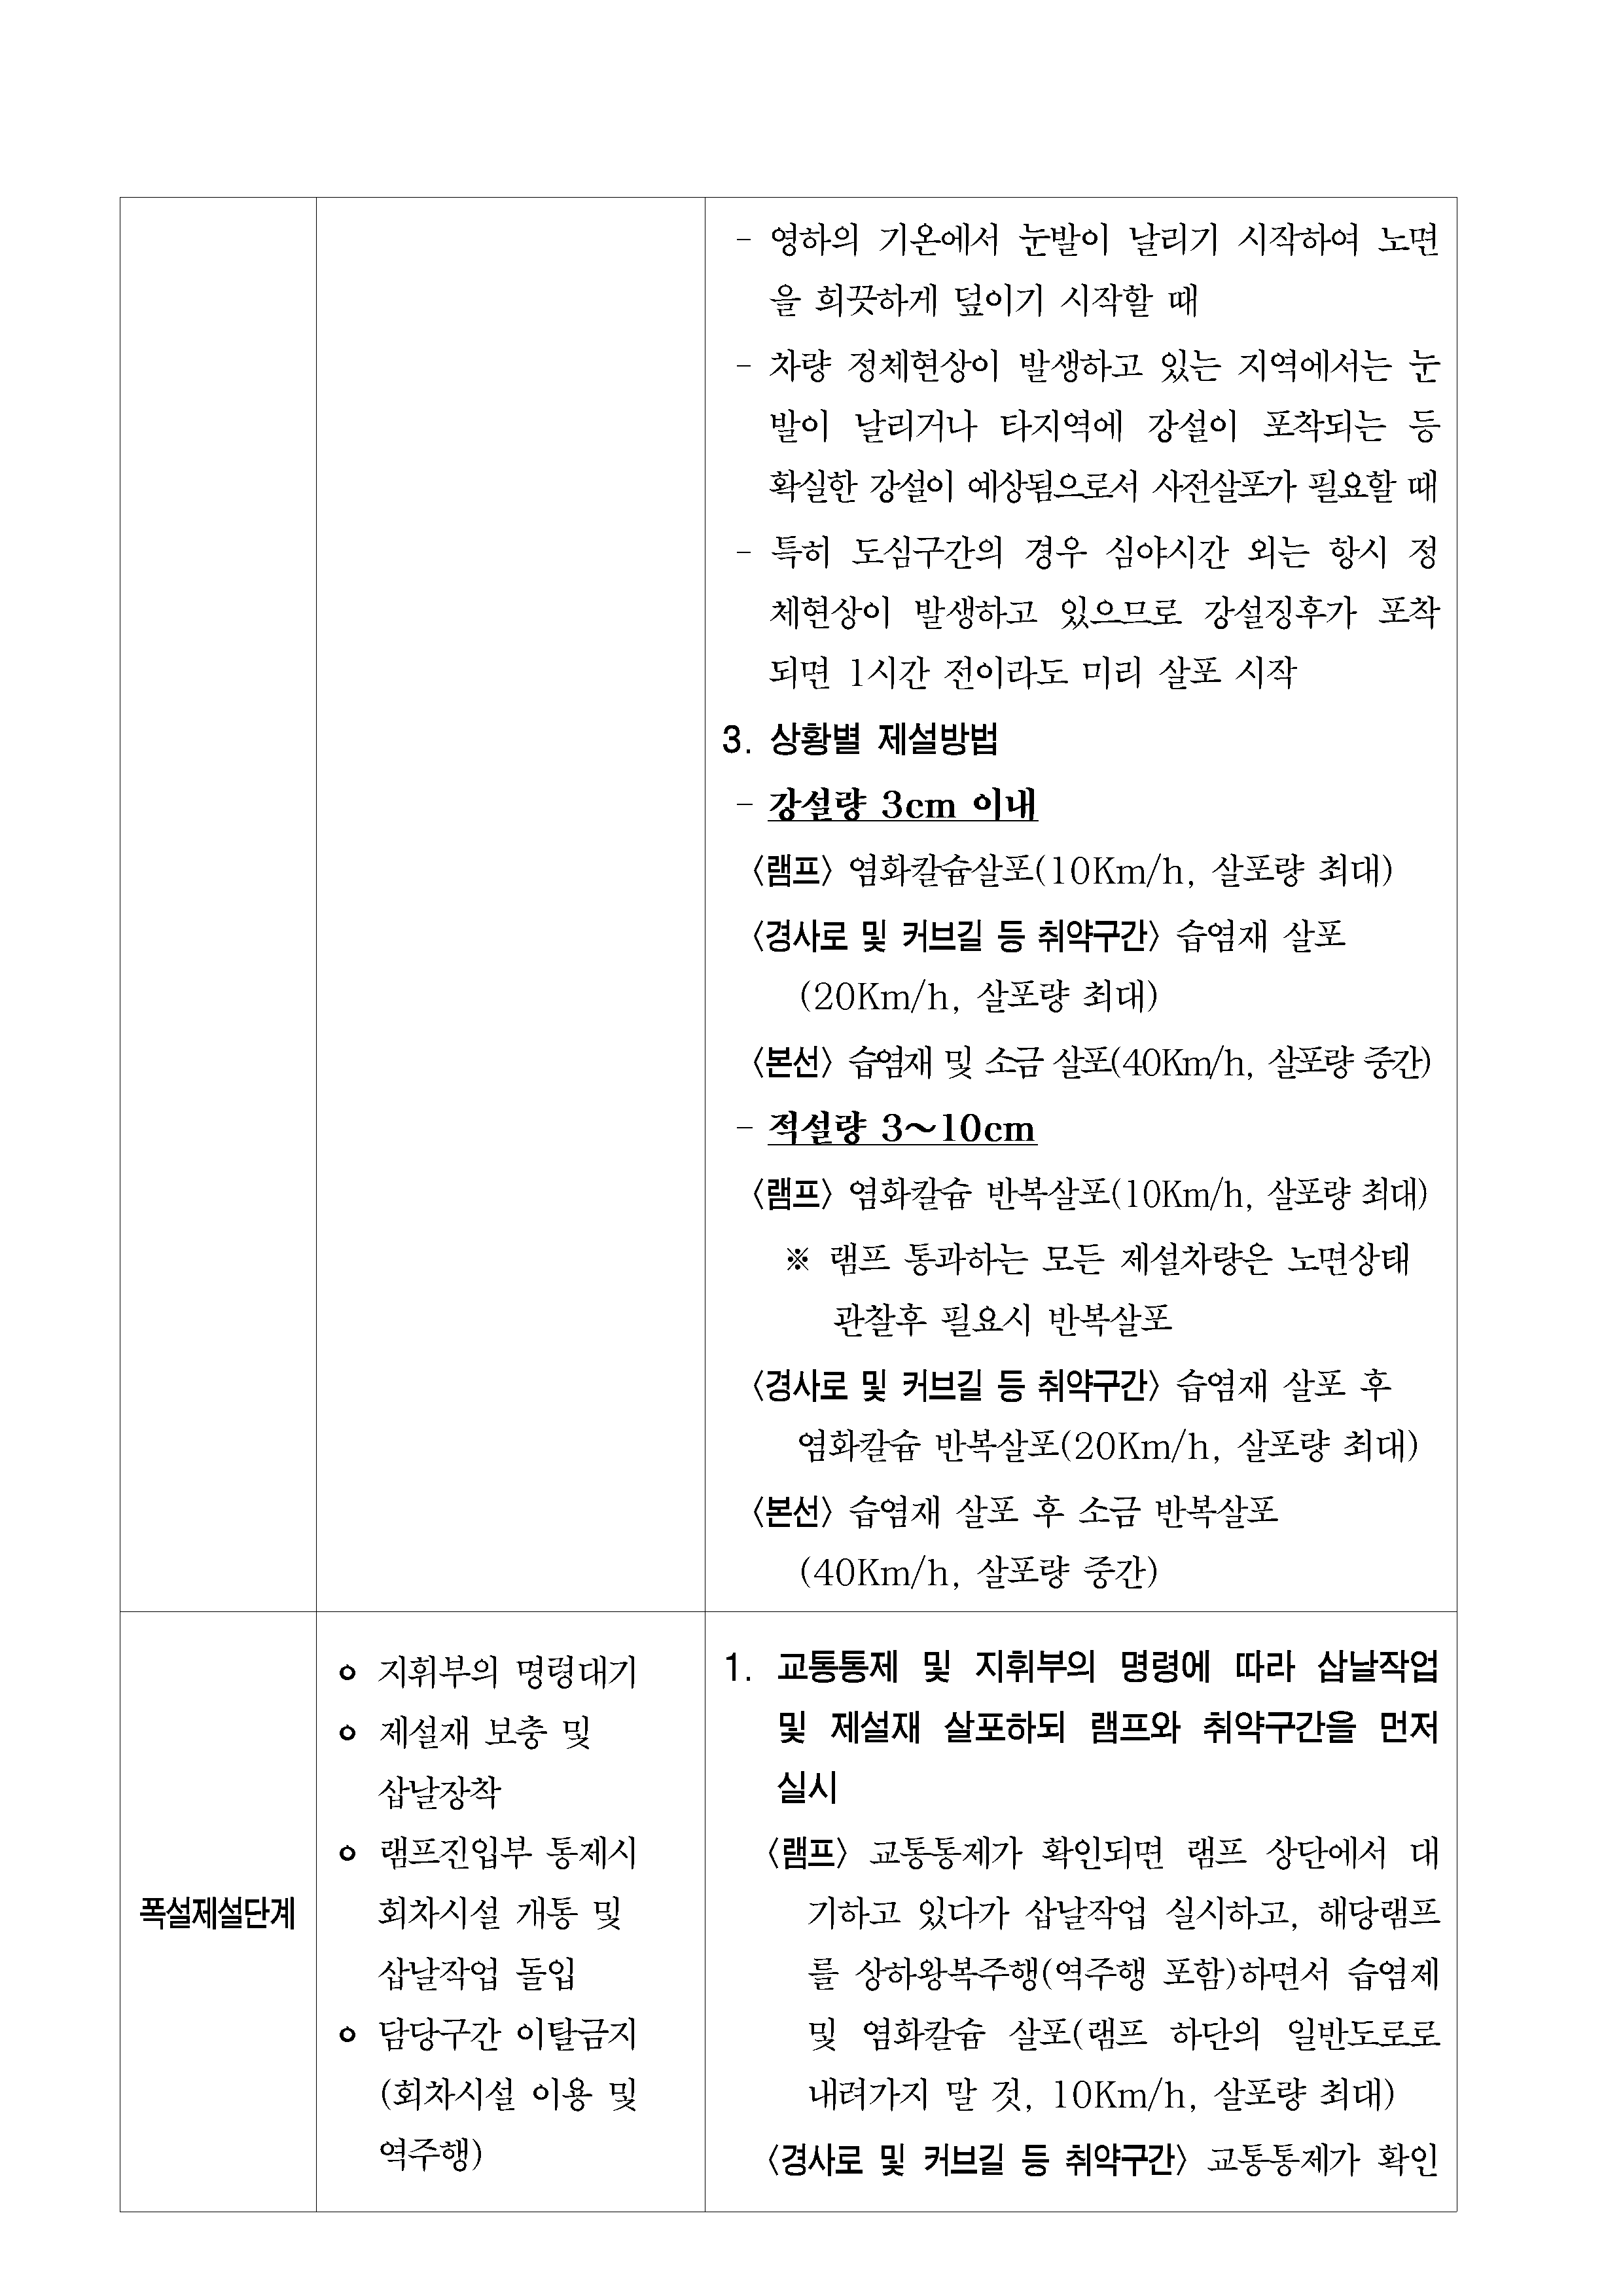 - 영하의 기온에서 눈발이 날리기 시작하여 노면
을 희끗하게 덮이기 시작할 때
- 차량 정체현상이 발생하고 있는 지역에서는 눈
발이 날리거나 타지역에 강설이 포착되는 등
확실한 강설이 예상됨으로서 사전살포가 필요할 때
- 특히 도심구간의 경우 심야시간 외는 항시 정
체현상이 발생하고 있으므로 강설징후가 포착
되면 1시간 전이라도 미리 살포 시작
3. 상황별 제설방법
- 강설량 3cm 이내
〈램프〉 염화칼슘살포(10Km/h, 살포량 최대)
〈경사로 및 커브길 등 취약구간〉 습염재 살포
(20Km/h, 살포량 최대)
〈본선〉 습염재 및 소금 살포(40Km/h, 살포량 중간)
- 적설량 3~10cm
〈램프〉 염화칼슘 반복살포(10Km/h, 살포량 최대)
※ 램프 통과하는 모든 제설차량은 노면상태
관찰후 필요시 반복살포
〈경사로 및 커브길 등 취약구간〉 습염재 살포 후
염화칼슘 반복살포(20Km/h, 살포량 최대)
〈본선〉 습염재 살포 후 소금 반복살포
(40Km/h, 살포량 중간)
폭설제설단계
ㅇ 지휘부의 명령대기
ㅇ 제설재 보충 및
삽날장착
ㅇ 램프진입부 통제시
회차시설 개통 및
삽날작업 돌입
ㅇ 담당구간 이탈금지
(회차시설 이용 및
역주행)
1. 교통통제 및 지휘부의 명령에 따라 삽날작업
및 제설재 살포하되 램프와 취약구간을 먼저
실시
〈램프〉 교통통제가 확인되면 램프 상단에서 대
기하고 있다가 삽날작업 실시하고, 해당램프
를 상하왕복주행(역주행 포함)하면서 습염제
및 염화칼슘 살포(램프 하단의 일반도로로
내려가지 말 것, 10Km/h, 살포량 최대)
〈경사로 및 커브길 등 취약구간〉 교통통제가 확인